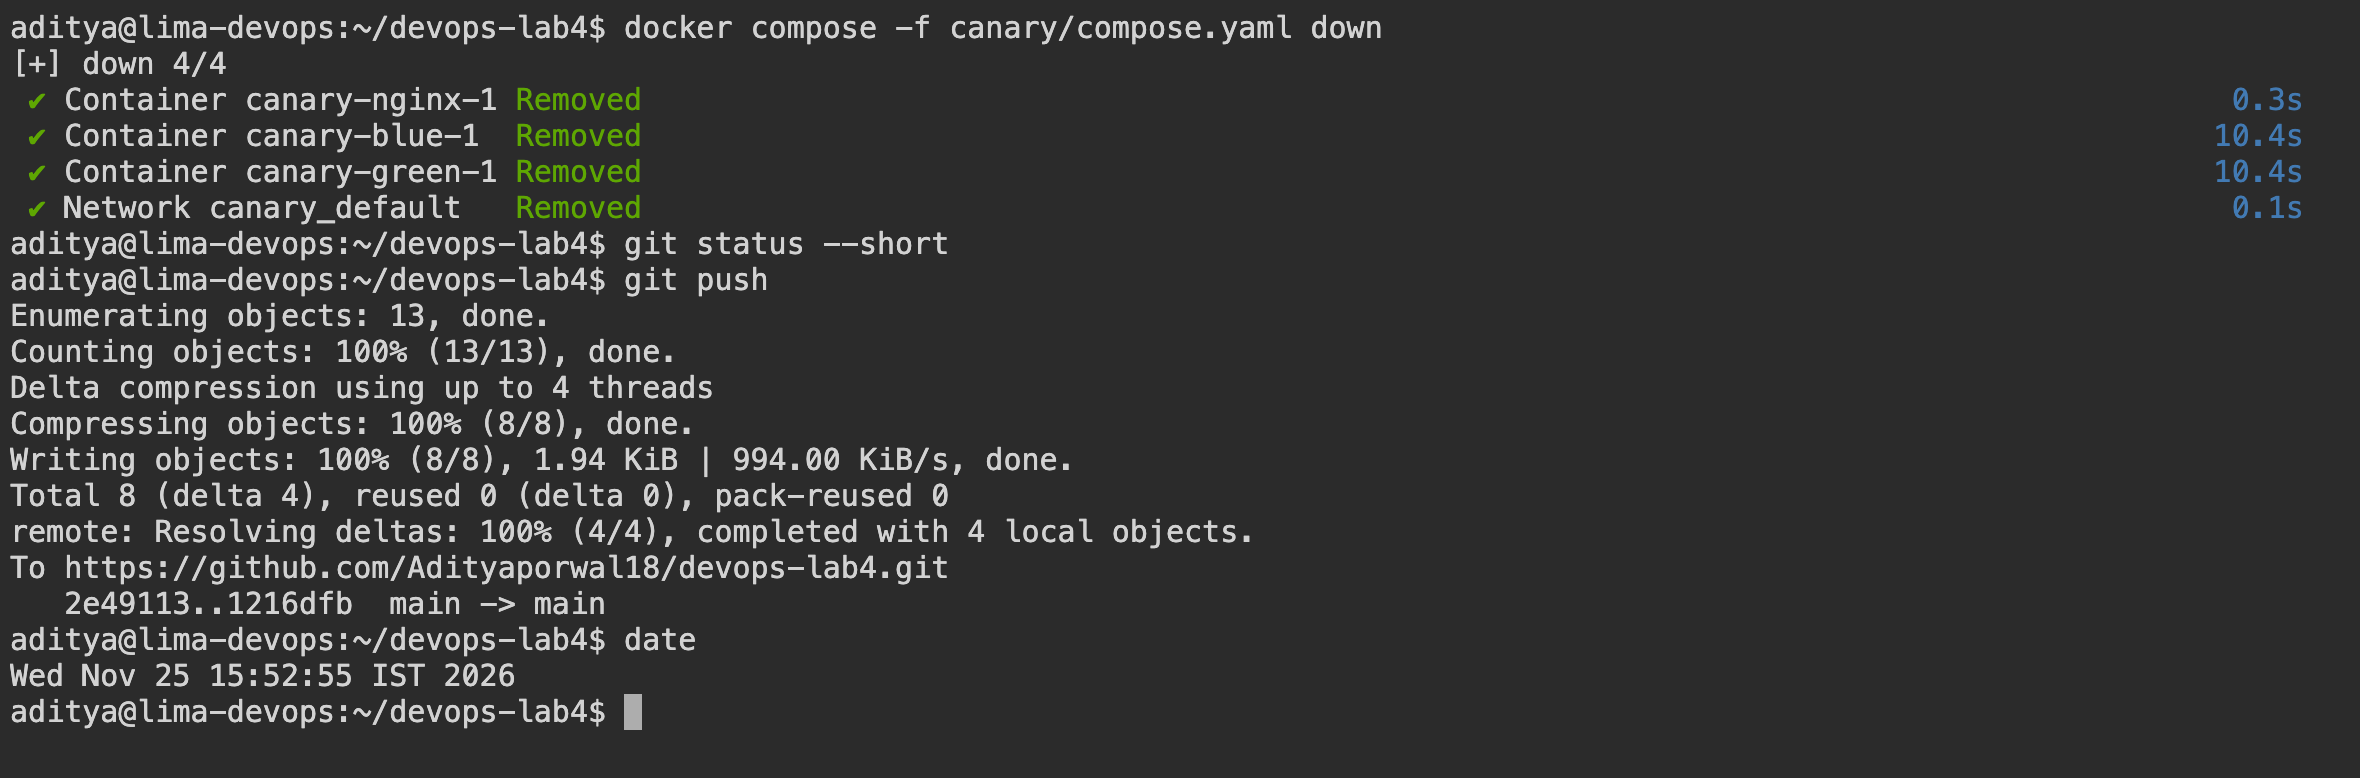 aditya@lima-devops:~/devops-lab4$ docker compose -f canary/compose.yaml down
[+] down 4/4
 ✔ Container canary-nginx-1 Removed 0.3s
 ✔ Container canary-blue-1  Removed 10.4s
 ✔ Container canary-green-1 Removed 10.4s
 ✔ Network canary_default   Removed 0.1s
aditya@lima-devops:~/devops-lab4$ git status --short
aditya@lima-devops:~/devops-lab4$ git push
Enumerating objects: 13, done.
Counting objects: 100% (13/13), done.
Delta compression using up to 4 threads
Compressing objects: 100% (8/8), done.
Writing objects: 100% (8/8), 1.94 KiB | 994.00 KiB/s, done.
Total 8 (delta 4), reused 0 (delta 0), pack-reused 0
remote: Resolving deltas: 100% (4/4), completed with 4 local objects.
To https://github.com/Adityaporwal18/devops-lab4.git
   2e49113..1216dfb  main -> main
aditya@lima-devops:~/devops-lab4$ date
Wed Nov 25 15:52:55 IST 2026
aditya@lima-devops:~/devops-lab4$